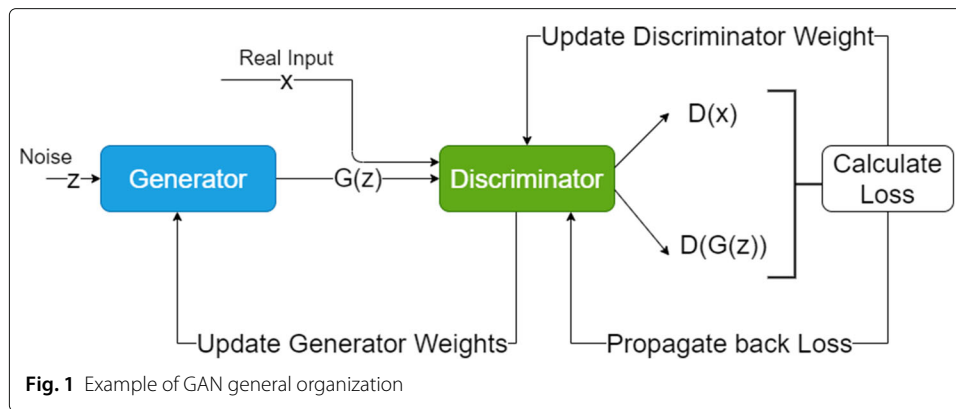 Update Discriminator Weight
Real Input
x
D(x)
Noise
z
Generator
G(z)
Discriminator
Calculate
Loss
D(G(z))
Update Generator Weights
Propagate back Loss
Fig. 1 Example of GAN general organization